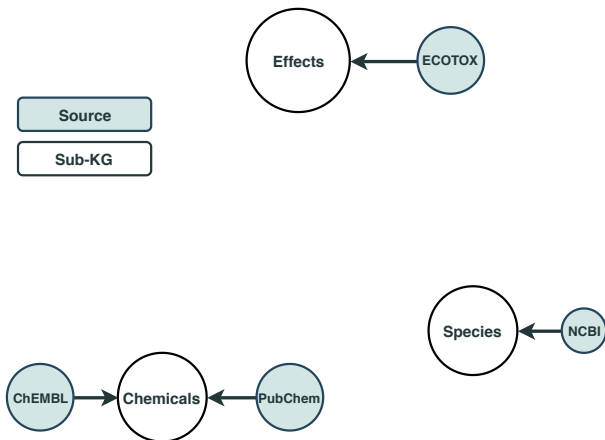 Effects
ECOTOX
Source
Sub-KG
Species
NCBI
ChEMBL
Chemicals
PubChem